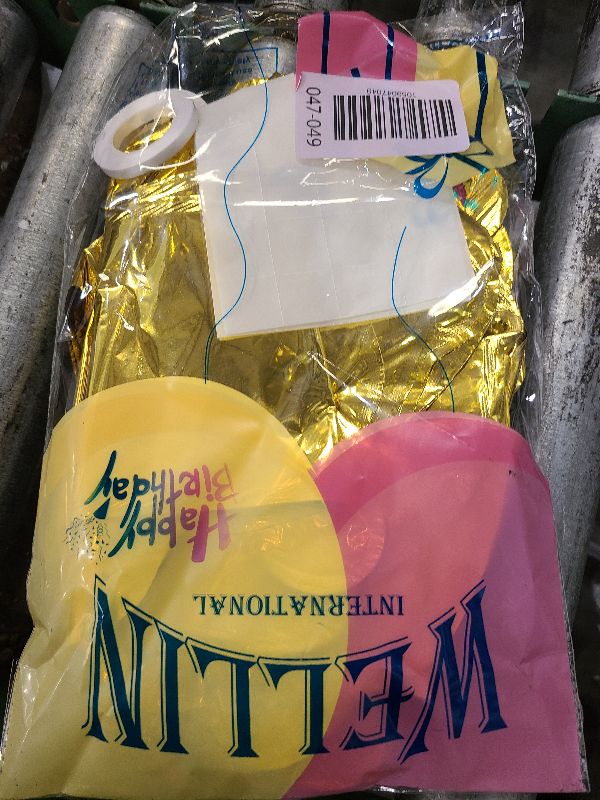 WELLIN
INTERNATIONAL
Happy
Birthday
047-049